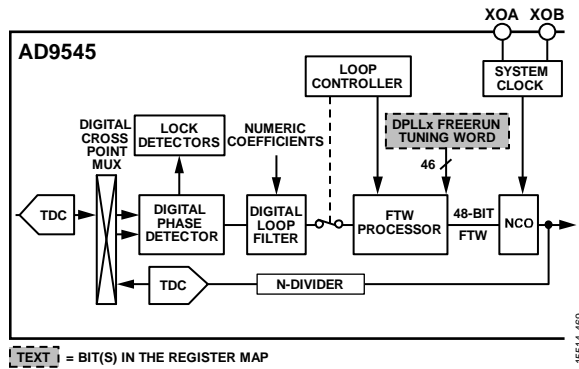 XOA XOB
AD9545
LOOP
CONTROLLER
SYSTEM
CLOCK
DIGITAL
CROSS
POINT
MUX
LOCK
DETECTORS
NUMERIC
COEFFICIENTS
DPLLx FREERUN
TUNING WORD
46
TDC
DIGITAL
PHASE
DETECTOR
DIGITAL
LOOP
FILTER
FTW
PROCESSOR
48-BIT
FTW
NCO
TDC
N-DIVIDER
TEXT = BIT(S) IN THE REGISTER MAP
15514-460